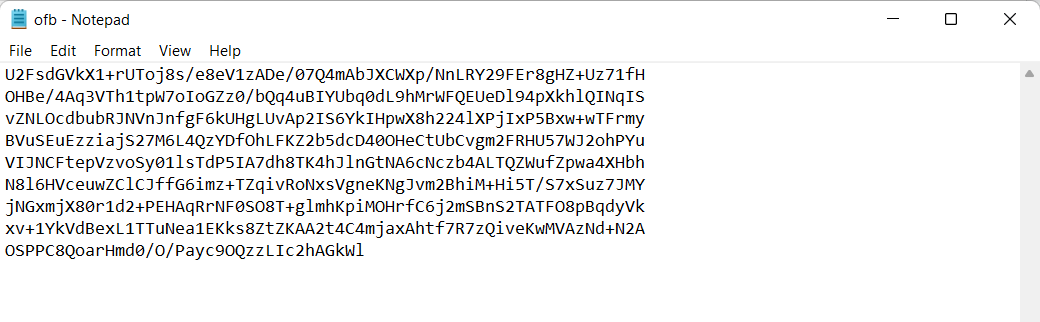 ofb - Notepad
File Edit Format View Help
U2FsdGVkX1+rUToj8s/e8eV1zADe/07Q4mAbJXCWXp/NnLRY29FEr8gHZ+Uz71fH
OHBe/4Aq3VTh1tpW7oIoGZz0/bQq4uBIYUbq0dL9hMrWFQEUeDl94pXkhlQINqIS
vZNLOcdbubRJNVnJnfgF6kUHgLUvAp2IS6YkIHpwX8h224lXPjIxP5Bxw+wTFrmy
BVuSEuEzziajS27M6L4QzYDfOhLFKZ2b5dcD40OHeCtUbCvgm2FRHU57WJ2ohPYu
VIJNCFtepVzvoSy01lsTdP5IA7dh8TK4hJlnGtNA6cNczb4ALTQZWufZpwa4XHbh
N8l6HVceuwZClCJffG6imz+TZqivRoNxsVgneKNgJvm2BhiM+Hi5T/S7xSuz7JMY
jNGxmjX80r1d2+PEHAqRrNF0SO8T+glmhKpiMOHrfC6j2mSBnS2TATFO8pBqdyVk
xv+1YkVdBexL1TTuNea1EKks8ZtZKAA2t4C4mjaxAhtf7R7zQiveKwMVAzNd+N2A
OSPPC8QoarHmd0/O/Payc9OQzzLIc2hAGkWl